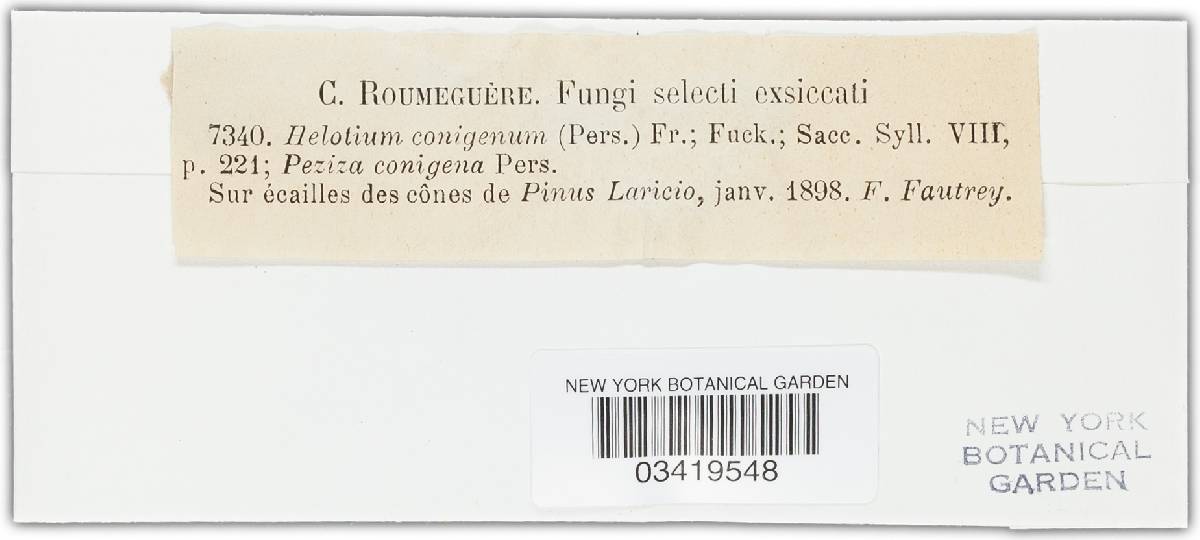 C. ROUMEGUÈRE. Fungi selecti exsiccati
7340. Helotium conigenum (Pers.) Fr.; Fuck.; Sacc. Syll. VIII,
p. 221; Peziza conigena Pers.
Sur écailles des cônes de Pinus Laricio, janv. 1898. F. Fautrey.
NEW YORK BOTANICAL GARDEN
03419548
NEW YORK
BOTANICAL
GARDEN